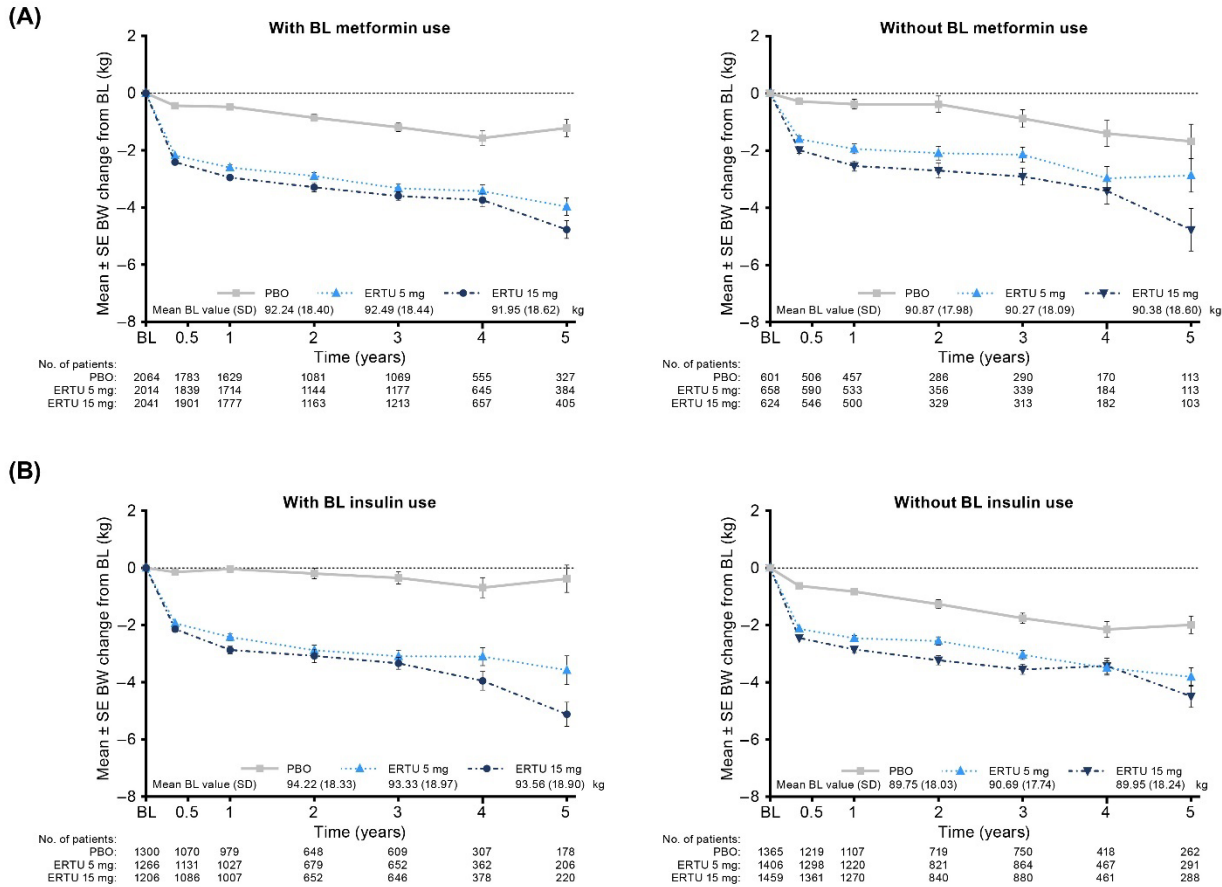 (A)
With BL metformin use
Mean ± SE BW change from BL (kg)
2
0
–2
–4
–6
–8
PBO ERTU 5 mg ERTU 15 mg
Mean BL value (SD) 92.24 (18.40) 92.49 (18.44) 91.95 (18.62) kg
BL 0.5 1 2 3 4 5
Time (years)
No. of patients:
PBO: 2064 1783 1629 1081 1069 555 327
ERTU 5 mg: 2014 1839 1714 1144 1177 645 384
ERTU 15 mg: 2041 1901 1777 1163 1213 657 405
Without BL metformin use
Mean ± SE BW change from BL (kg)
2
0
–2
–4
–6
–8
PBO ERTU 5 mg ERTU 15 mg
Mean BL value (SD) 90.87 (17.98) 90.27 (18.09) 90.38 (18.60) kg
BL 0.5 1 2 3 4 5
Time (years)
No. of patients:
PBO: 601 506 457 286 290 170 113
ERTU 5 mg: 658 590 533 356 339 184 113
ERTU 15 mg: 624 546 500 329 313 182 103
(B)
With BL insulin use
Mean ± SE BW change from BL (kg)
2
0
–2
–4
–6
–8
PBO ERTU 5 mg ERTU 15 mg
Mean BL value (SD) 94.22 (18.33) 93.33 (18.97) 93.56 (18.90) kg
BL 0.5 1 2 3 4 5
Time (years)
No. of patients:
PBO: 1300 1070 979 648 609 307 178
ERTU 5 mg: 1266 1131 1027 679 652 362 206
ERTU 15 mg: 1206 1086 1007 652 646 378 220
Without BL insulin use
Mean ± SE BW change from BL (kg)
2
0
–2
–4
–6
–8
PBO ERTU 5 mg ERTU 15 mg
Mean BL value (SD) 89.75 (18.03) 90.69 (17.74) 89.95 (18.24) kg
BL 0.5 1 2 3 4 5
Time (years)
No. of patients:
PBO: 1365 1219 1107 719 750 418 262
ERTU 5 mg: 1406 1298 1220 821 864 467 291
ERTU 15 mg: 1459 1361 1270 840 880 461 288